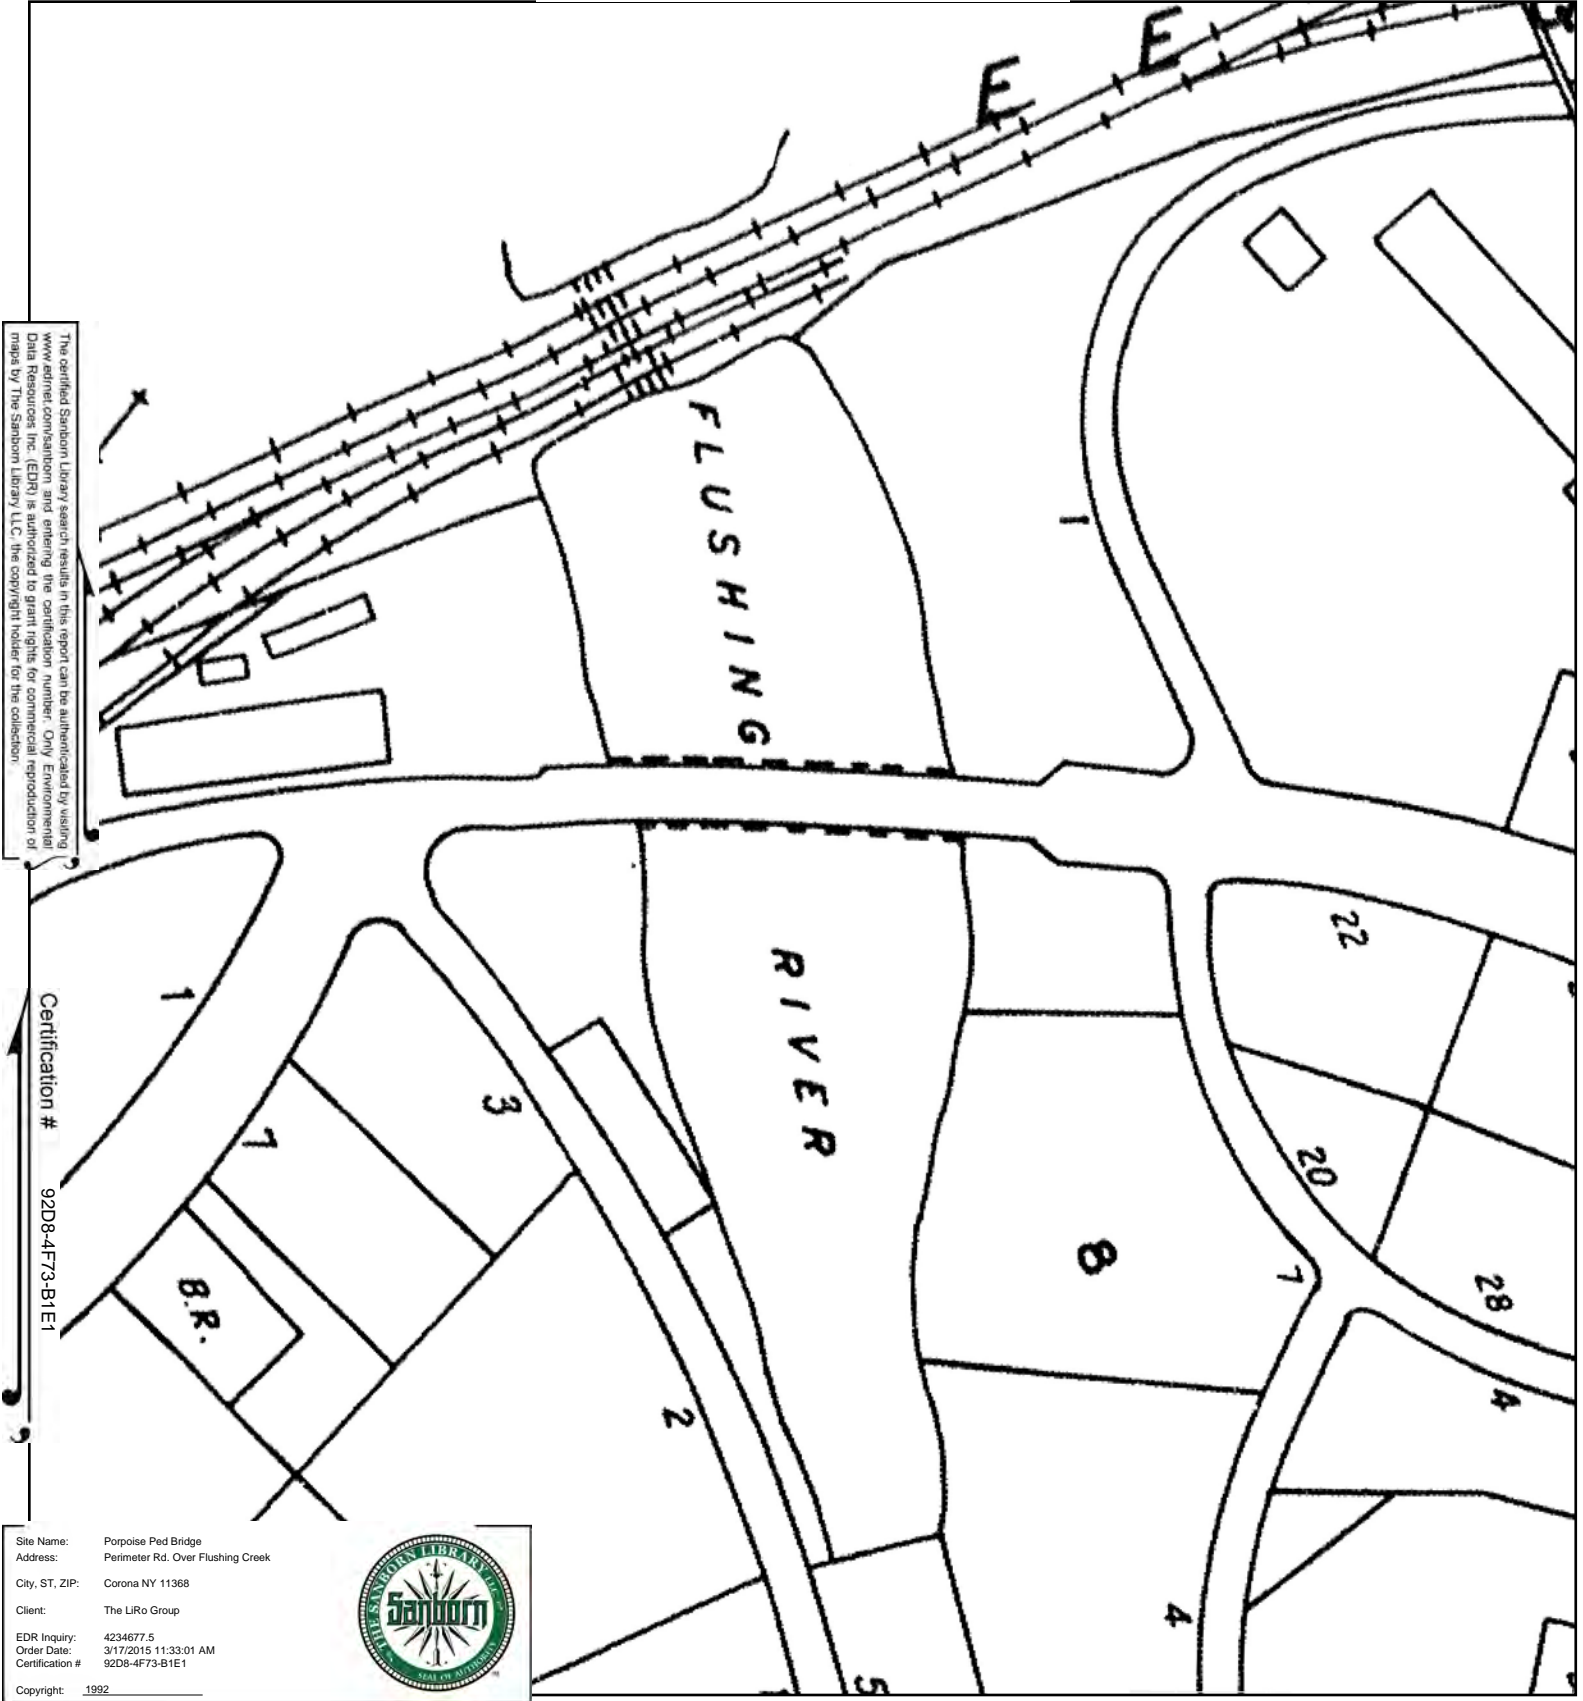 E
E
FLUSHING
RIVER
1
22
20
28
7
8
4
4
1
3
7
B.R.
2
5
The certified Sanborn Library search results in this report can be authenticated by visiting
www.edrnet.com/sanborn and entering the certification number. Only Environmental
Data Resources Inc. (EDR) is authorized to grant rights for commercial reproduction of
maps by The Sanborn Library LLC, the copyright holder for the collection.
Certification # 92D8-4F73-B1E1
Site Name: Porpoise Ped Bridge
Address: Perimeter Rd. Over Flushing Creek
City, ST, ZIP: Corona NY 11368
Client: The LiRo Group
EDR Inquiry: 4234677.5
Order Date: 3/17/2015 11:33:01 AM
Certification # 92D8-4F73-B1E1
Copyright: 1992
THE SANBORN LIBRARY LLC
Sanborn
SEAL OF AUTHORITY